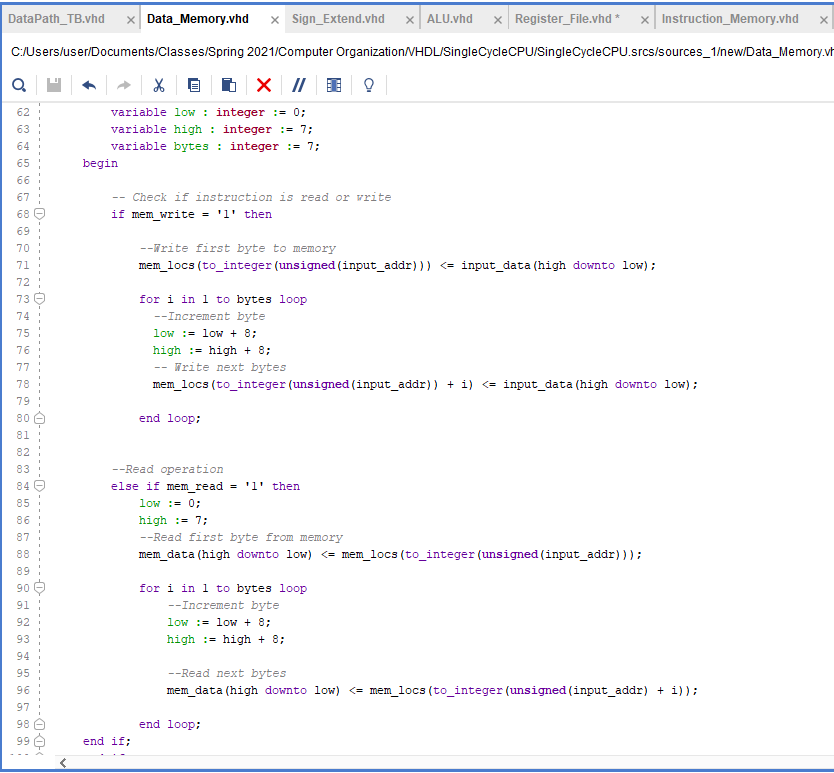 DataPath_TB.vhd × Data_Memory.vhd × Sign_Extend.vhd × ALU.vhd × Register_File.vhd * × Instruction_Memory.vhd ×
C:/Users/user/Documents/Classes/Spring 2021/Computer Organization/VHDL/SingleCycleCPU/SingleCycleCPU.srcs/sources_1/new/Data_Memory.vh
62 variable low : integer := 0;
63 variable high : integer := 7;
64 variable bytes : integer := 7;
65 begin
66
67 -- Check if instruction is read or write
68 if mem_write = '1' then
69
70 --Write first byte to memory
71 mem_locs(to_integer(unsigned(input_addr))) <= input_data(high downto low);
72
73 for i in 1 to bytes loop
74 --Increment byte
75 low := low + 8;
76 high := high + 8;
77 -- Write next bytes
78 mem_locs(to_integer(unsigned(input_addr)) + i) <= input_data(high downto low);
79
80 end loop;
81
82
83 --Read operation
84 else if mem_read = '1' then
85 low := 0;
86 high := 7;
87 --Read first byte from memory
88 mem_data(high downto low) <= mem_locs(to_integer(unsigned(input_addr)));
89
90 for i in 1 to bytes loop
91 --Increment byte
92 low := low + 8;
93 high := high + 8;
94
95 --Read next bytes
96 mem_data(high downto low) <= mem_locs(to_integer(unsigned(input_addr) + i));
97
98 end loop;
99 end if;